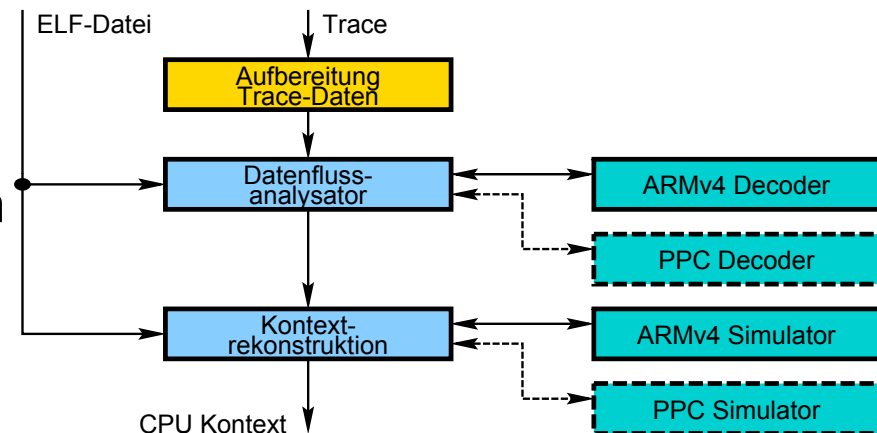 ELF-Datei
Trace
Aufbereitung
Trace-Daten
Datenfluss-
analysator
ARMv4 Decoder
PPC Decoder
Kontext-
rekonstruktion
ARMv4 Simulator
PPC Simulator
CPU Kontext